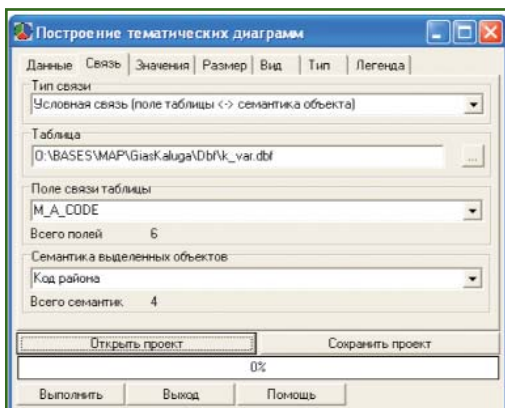 Построение тематических диаграмм
Данные Связь Значения Размер Вид Тип Легенда
Тип связи
Условная связь (поле таблицы <-> семантика объекта)
Таблица
O:\BASES\MAP\GiasKaluga\Dbf\k_var.dbf ...
Поле связи таблицы
M_A_CODE
Всего полей 6
Семантика выделенных объектов
Код района
Всего семантик 4
Открыть проект Сохранить проект
0%
Выполнить Выход Помощь